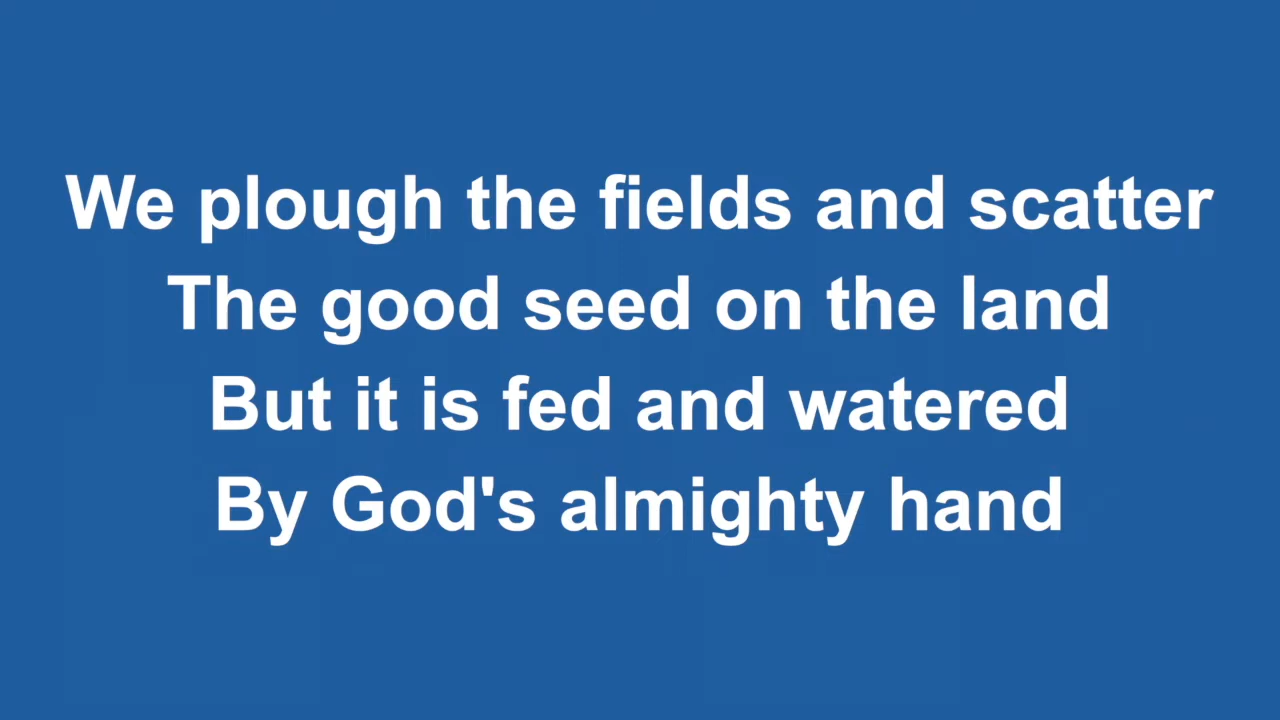 We plough the fields and scatter
The good seed on the land
But it is fed and watered
By God's almighty hand